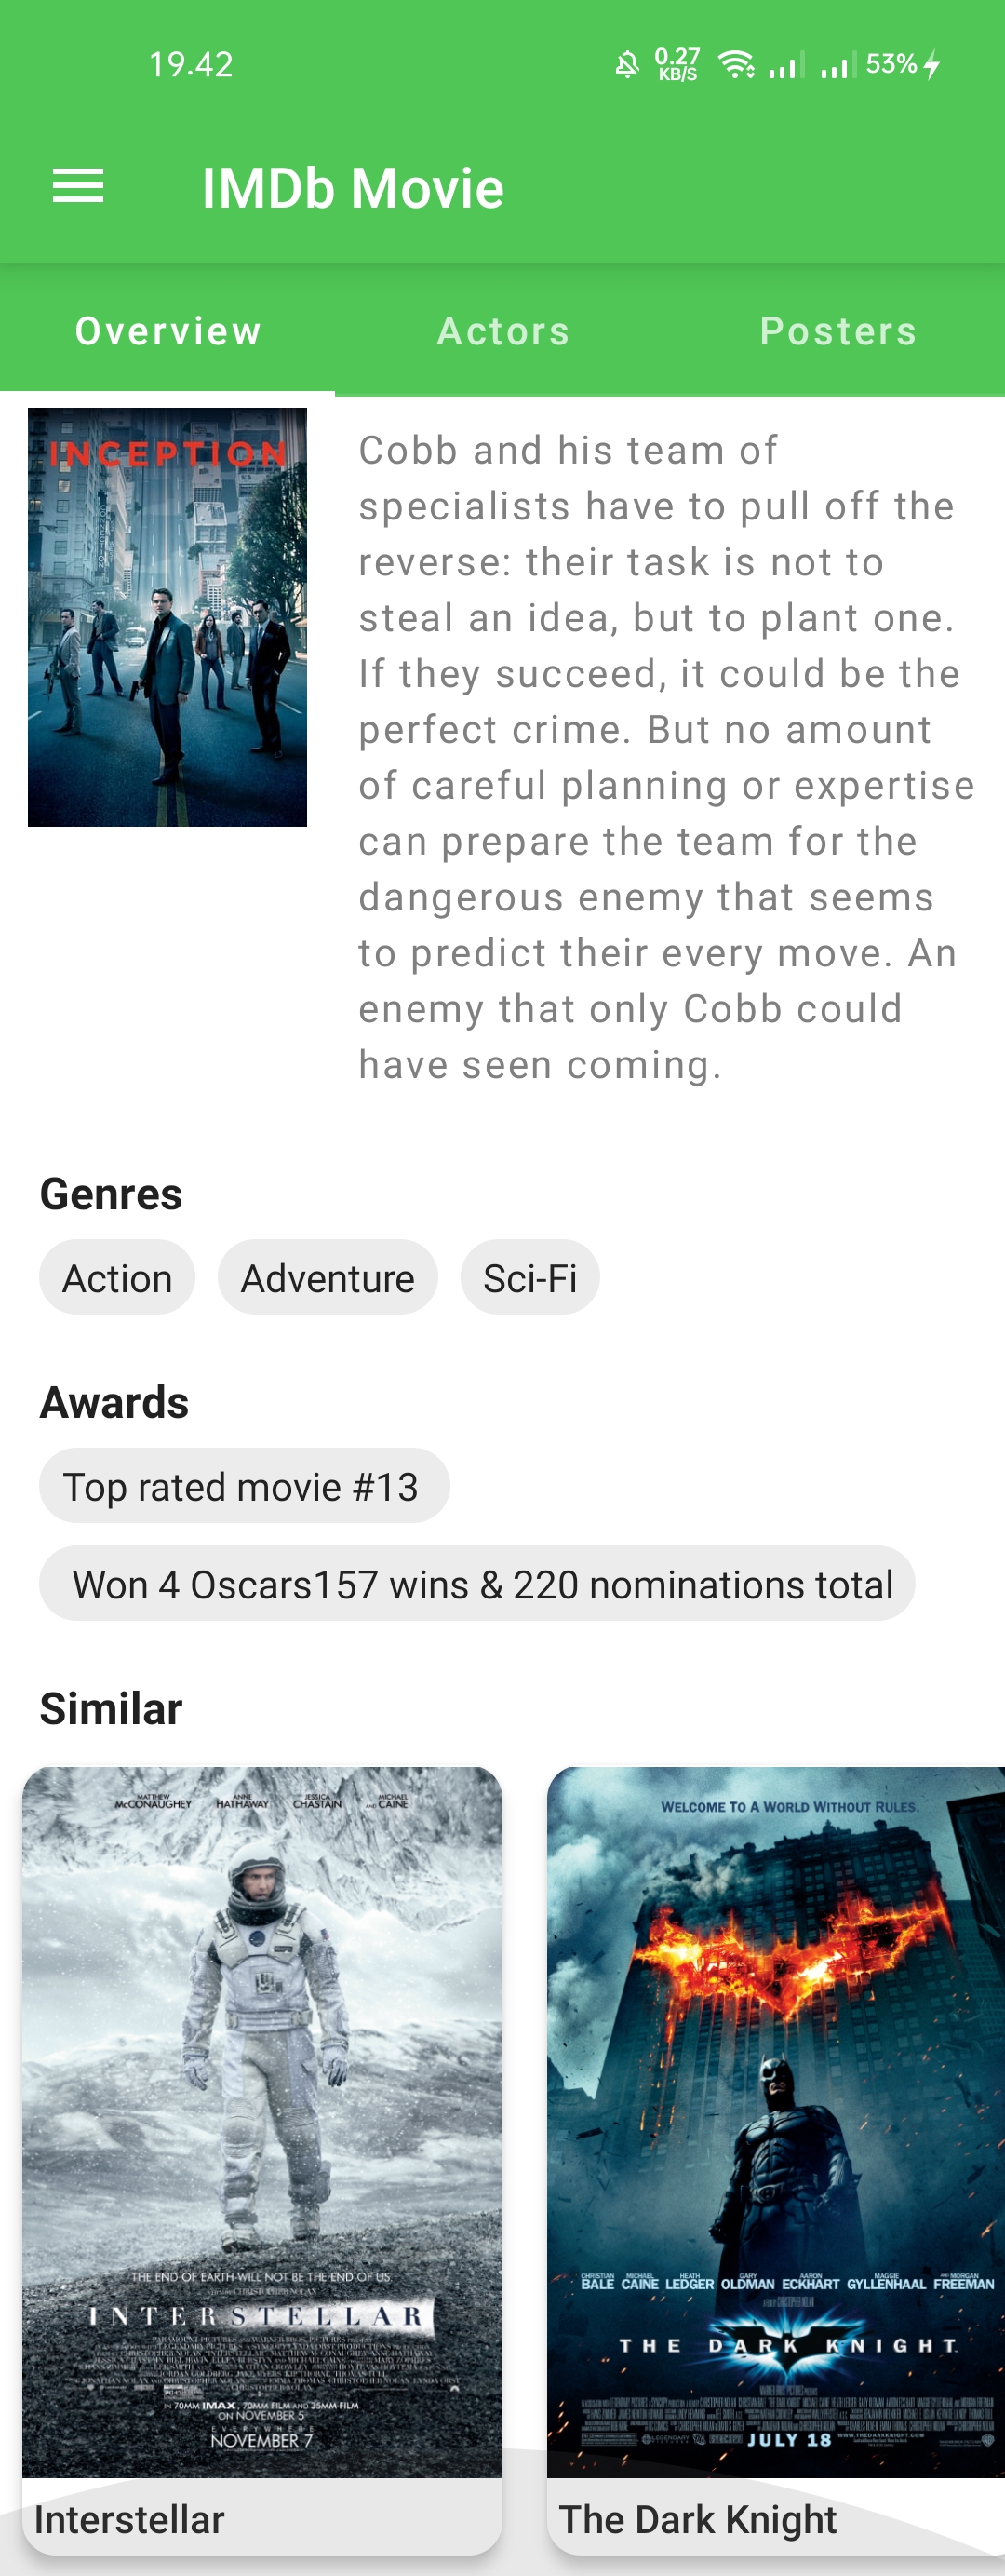 19.42
0.27
KB/S
53%
IMDb Movie
Overview Actors Posters
INCEPTION
Cobb and his team of
specialists have to pull off the
reverse: their task is not to
steal an idea, but to plant one.
If they succeed, it could be the
perfect crime. But no amount
of careful planning or expertise
can prepare the team for the
dangerous enemy that seems
to predict their every move. An
enemy that only Cobb could
have seen coming.
Genres
Action Adventure Sci-Fi
Awards
Top rated movie #13
Won 4 Oscars157 wins & 220 nominations total
Similar
MATTHEW McCONAUGHEY ANNE HATHAWAY JESSICA CHASTAIN AND MICHAEL CAINE
THE END OF EARTH WILL NOT BE THE END OF US.
INTERSTELLAR
IN 70MM IMAX, 70MM FILM AND 35MM FILM
ON NOVEMBER 5
EVERYWHERE
NOVEMBER 7
Interstellar
WELCOME TO A WORLD WITHOUT RULES.
CHRISTIAN BALE MICHAEL CAINE HEATH LEDGER GARY OLDMAN AARON ECKHART MAGGIE GYLLENHAAL AND MORGAN FREEMAN
THE DARK KNIGHT
JULY 18
WWW.THEDARKKNIGHT.COM
The Dark Knight